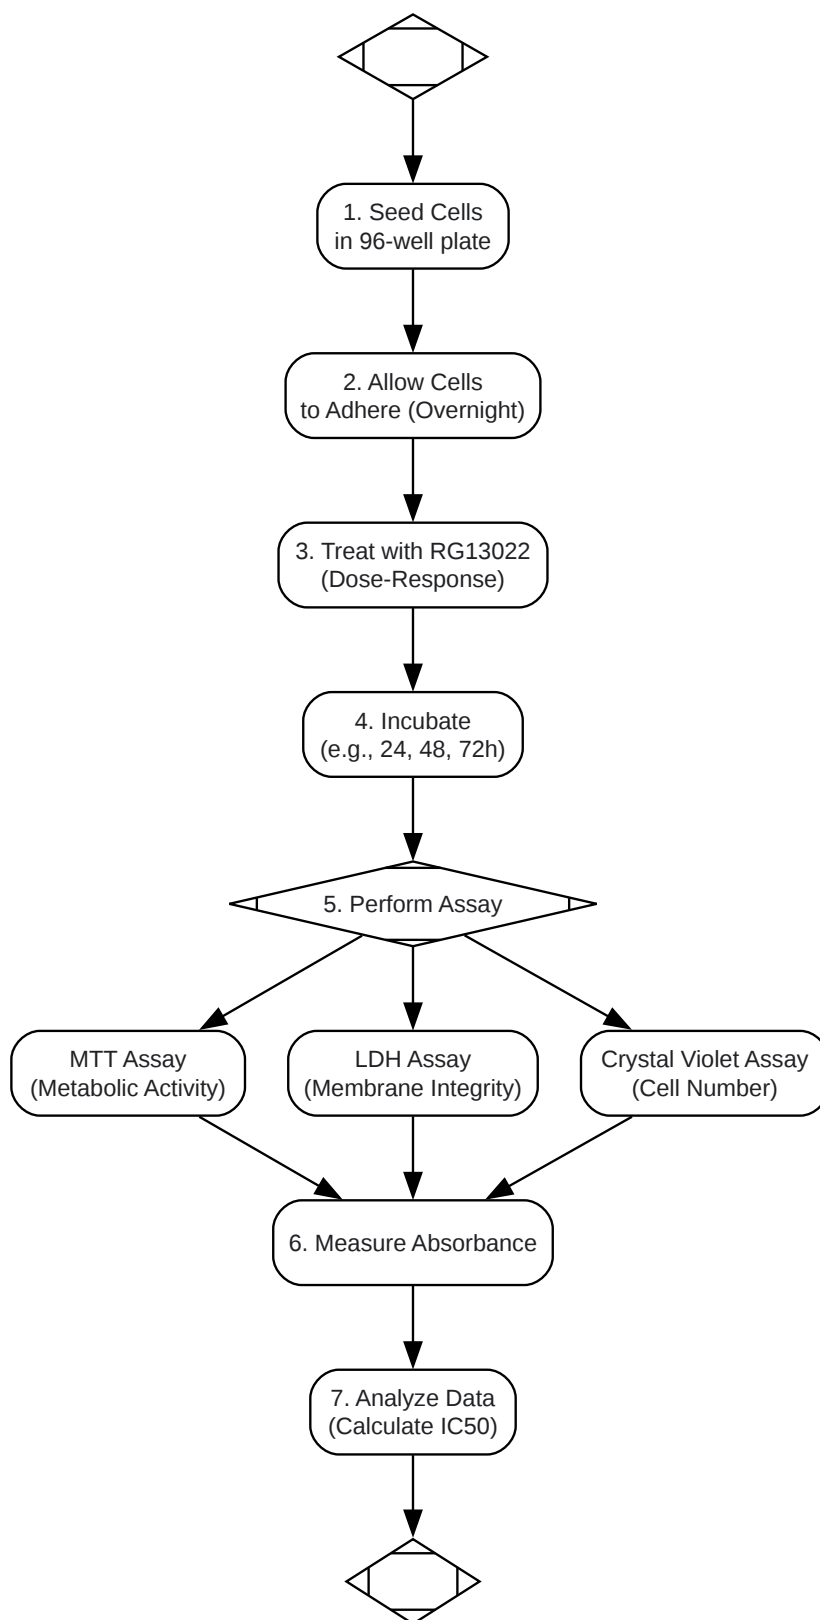 1. Seed Cells
in 96-well plate
2. Allow Cells
to Adhere (Overnight)
3. Treat with RG13022
(Dose-Response)
4. Incubate
(e.g., 24, 48, 72h)
5. Perform Assay
MTT Assay
(Metabolic Activity)
LDH Assay
(Membrane Integrity)
Crystal Violet Assay
(Cell Number)
6. Measure Absorbance
7. Analyze Data
(Calculate IC50)